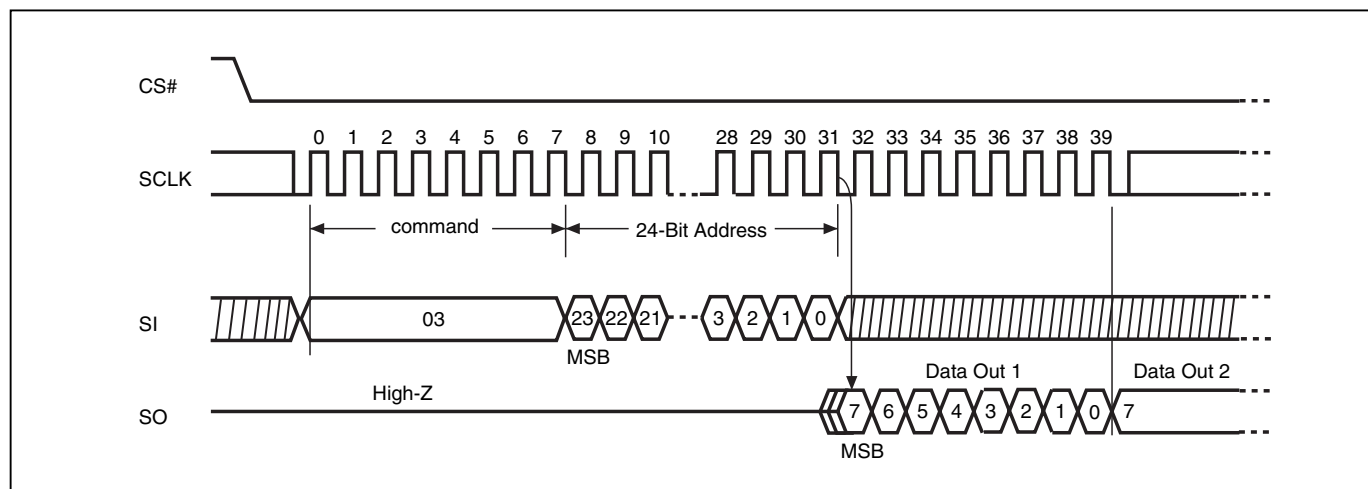 CS#
0 1 2 3 4 5 6 7 8 9 10 28 29 30 31 32 33 34 35 36 37 38 39
SCLK
command
24-Bit Address
SI
03
23 22 21 3 2 1 0
MSB
Data Out 1
Data Out 2
High-Z
SO
7 6 5 4 3 2 1 0 7
MSB